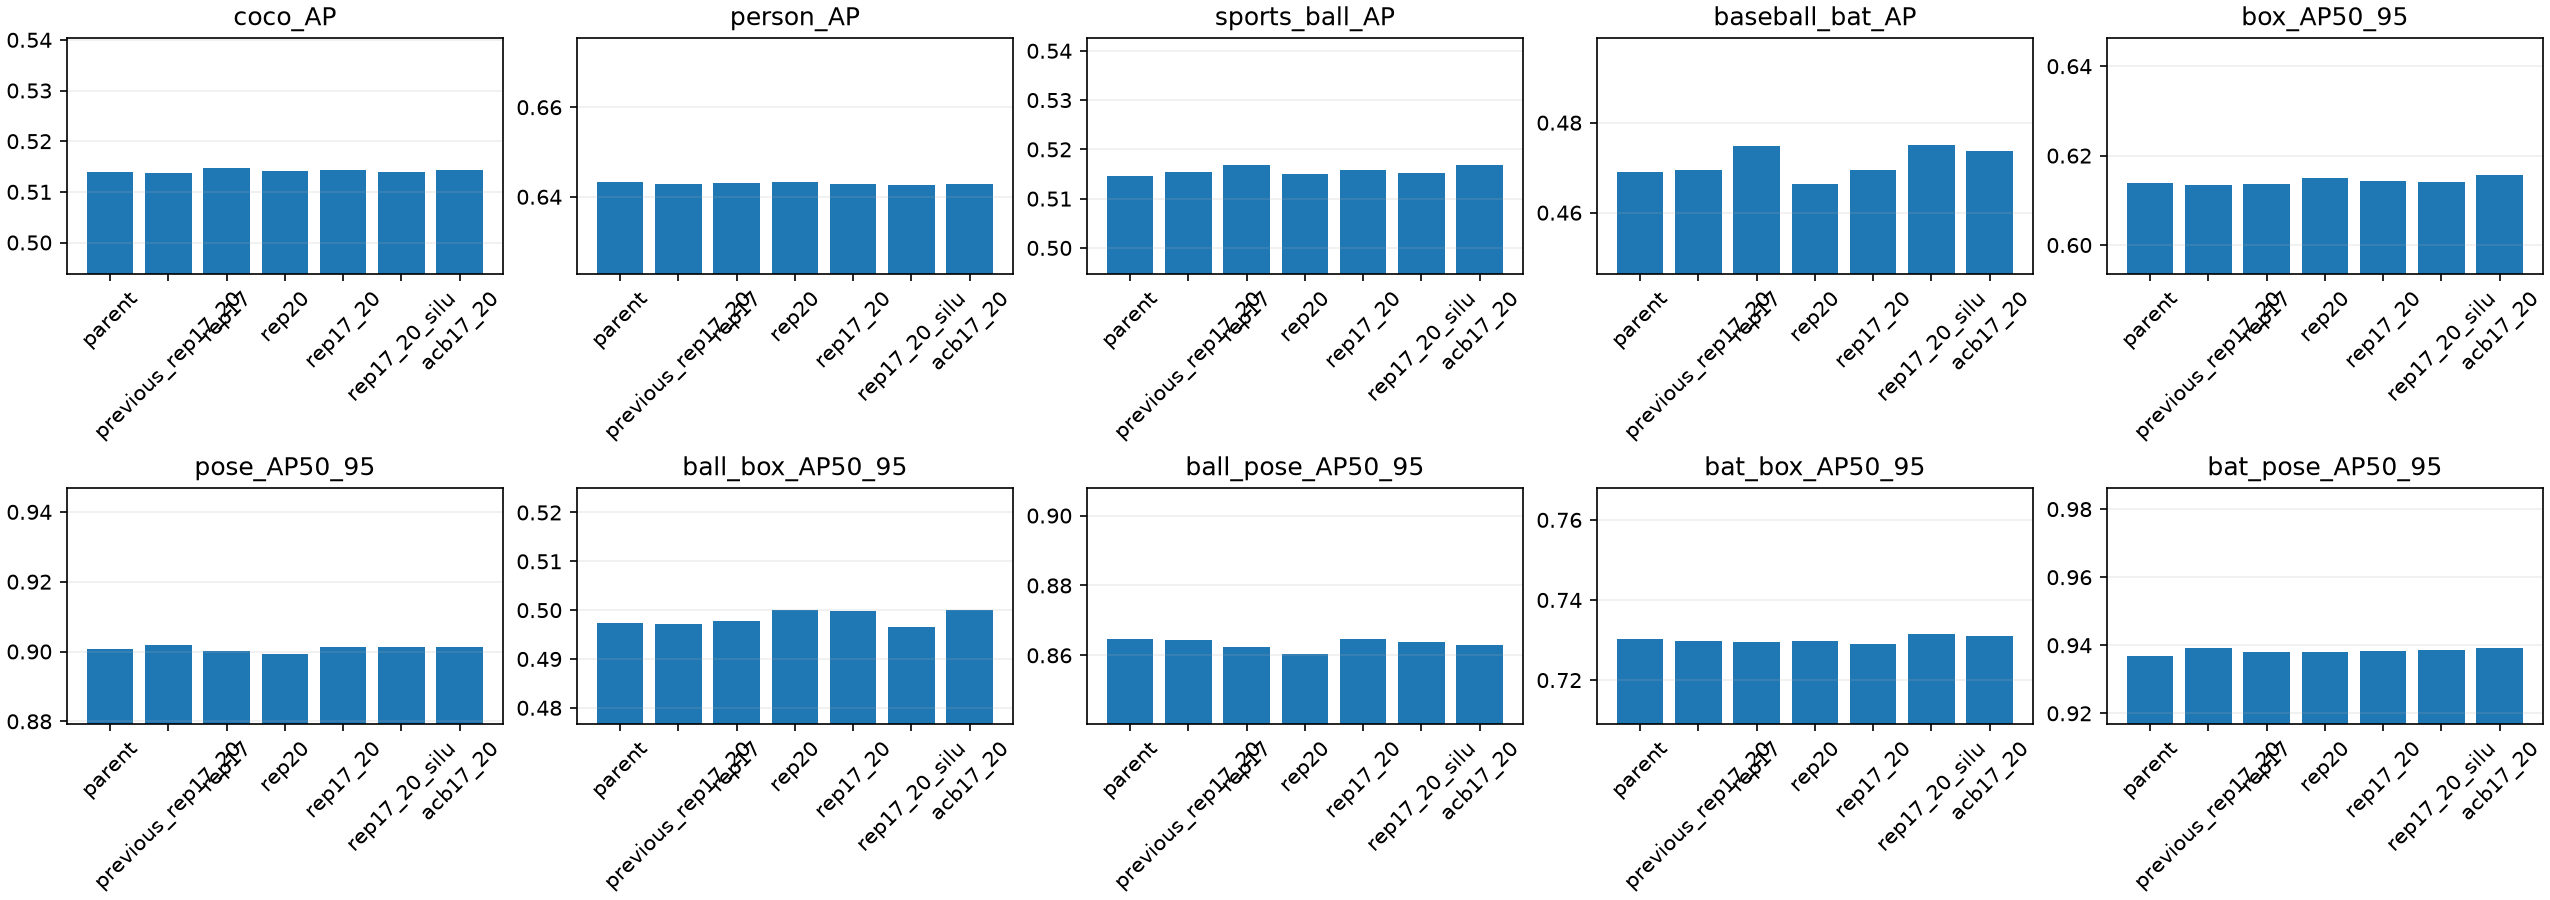 coco_AP
0.54
0.53
0.52
0.51
0.50
parent
previous_rep17_20
rep17
rep20
rep17_20
rep17_20_silu
acb17_20
person_AP
0.66
0.64
parent
previous_rep17_20
rep17
rep20
rep17_20
rep17_20_silu
acb17_20
sports_ball_AP
0.54
0.53
0.52
0.51
0.50
parent
previous_rep17_20
rep17
rep20
rep17_20
rep17_20_silu
acb17_20
baseball_bat_AP
0.48
0.46
parent
previous_rep17_20
rep17
rep20
rep17_20
rep17_20_silu
acb17_20
box_AP50_95
0.64
0.62
0.60
parent
previous_rep17_20
rep17
rep20
rep17_20
rep17_20_silu
acb17_20
pose_AP50_95
0.94
0.92
0.90
0.88
parent
previous_rep17_20
rep17
rep20
rep17_20
rep17_20_silu
acb17_20
ball_box_AP50_95
0.52
0.51
0.50
0.49
0.48
parent
previous_rep17_20
rep17
rep20
rep17_20
rep17_20_silu
acb17_20
ball_pose_AP50_95
0.90
0.88
0.86
parent
previous_rep17_20
rep17
rep20
rep17_20
rep17_20_silu
acb17_20
bat_box_AP50_95
0.76
0.74
0.72
parent
previous_rep17_20
rep17
rep20
rep17_20
rep17_20_silu
acb17_20
bat_pose_AP50_95
0.98
0.96
0.94
0.92
parent
previous_rep17_20
rep17
rep20
rep17_20
rep17_20_silu
acb17_20